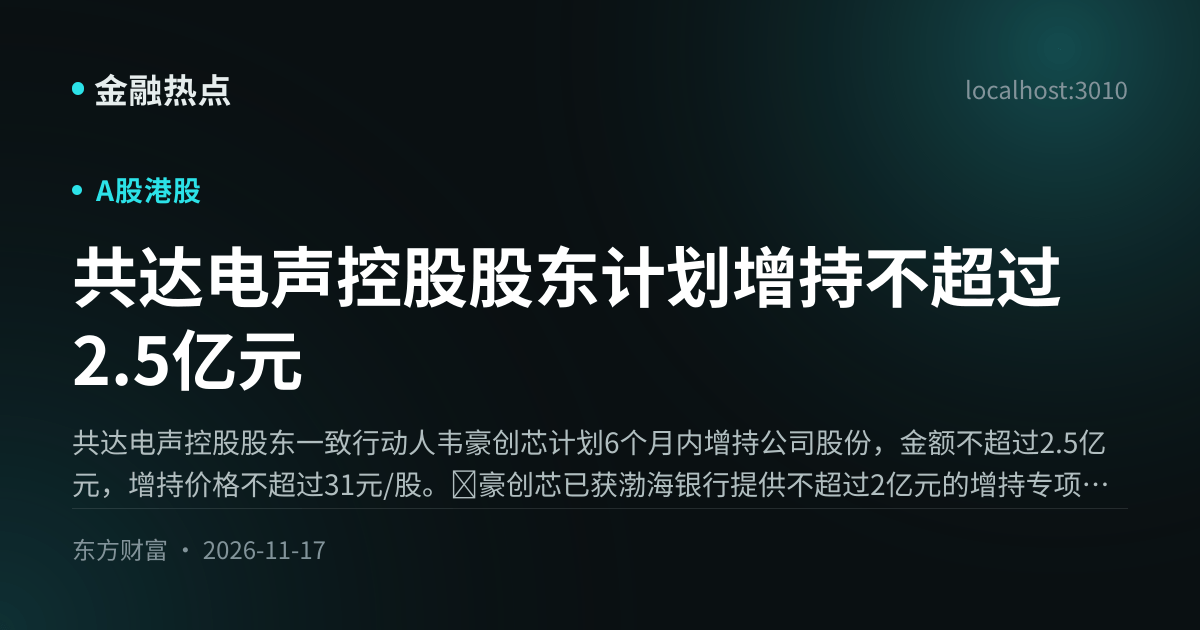 金融热点
localhost:3010
A股港股
共达电声控股股东计划增持不超过
2.5亿元
共达电声控股股东一致行动人韦豪创芯计划6个月内增持公司股份，金额不超过2.5亿
元，增持价格不超过31元/股。豪创芯已获渤海银行提供不超过2亿元的增持专项…
东方财富 • 2026-11-17